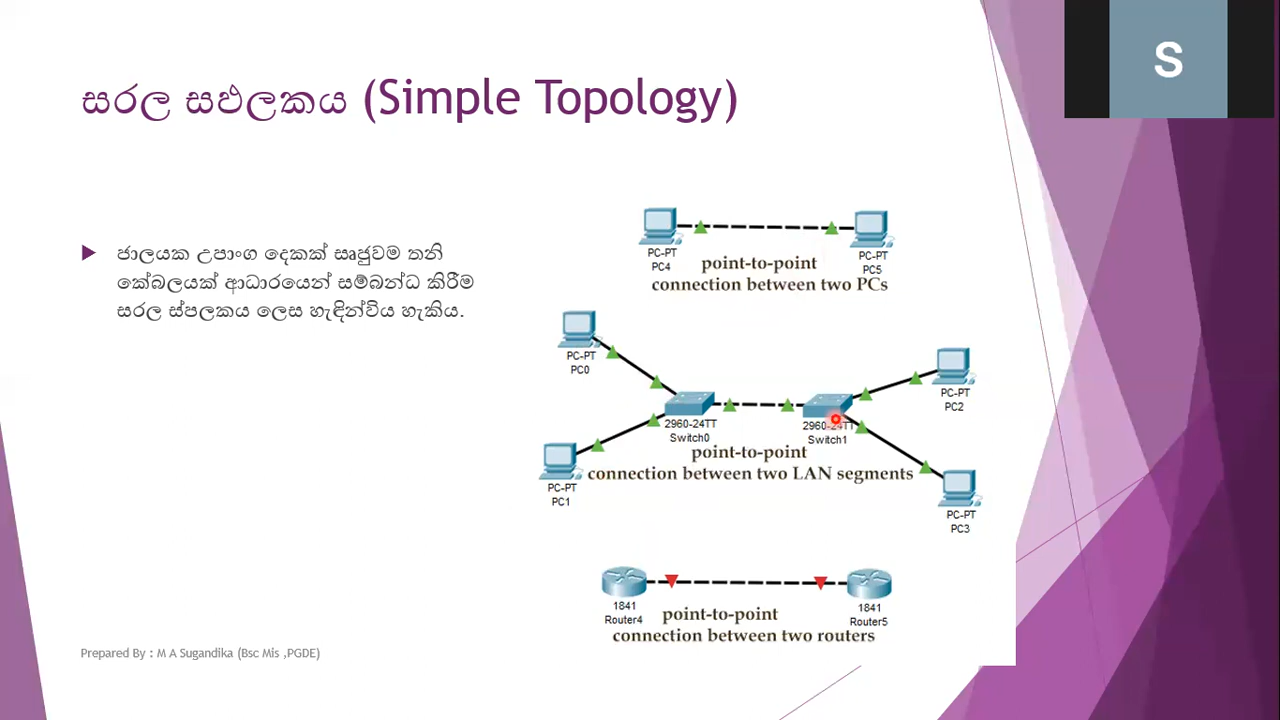 සරල සඵලකය (Simple Topology)
ජාලයක උපාංග දෙකක් සෘජුවම තනි
කේබලයක් ආධාරයෙන් සම්බන්ධ කිරීම
සරල ස්පලකය ලෙස හැඳින්විය හැකිය.
PC-PT
PC4
PC-PT
PC5
point-to-point
connection between two PCs
PC-PT
PC0
PC-PT
PC2
2960-24TT
Switch0
2960-24TT
Switch1
point-to-point
connection between two LAN segments
PC-PT
PC1
PC-PT
PC3
1841
Router4
1841
Router5
point-to-point
connection between two routers
Prepared By : M A Sugandika (Bsc Mis ,PGDE)
S